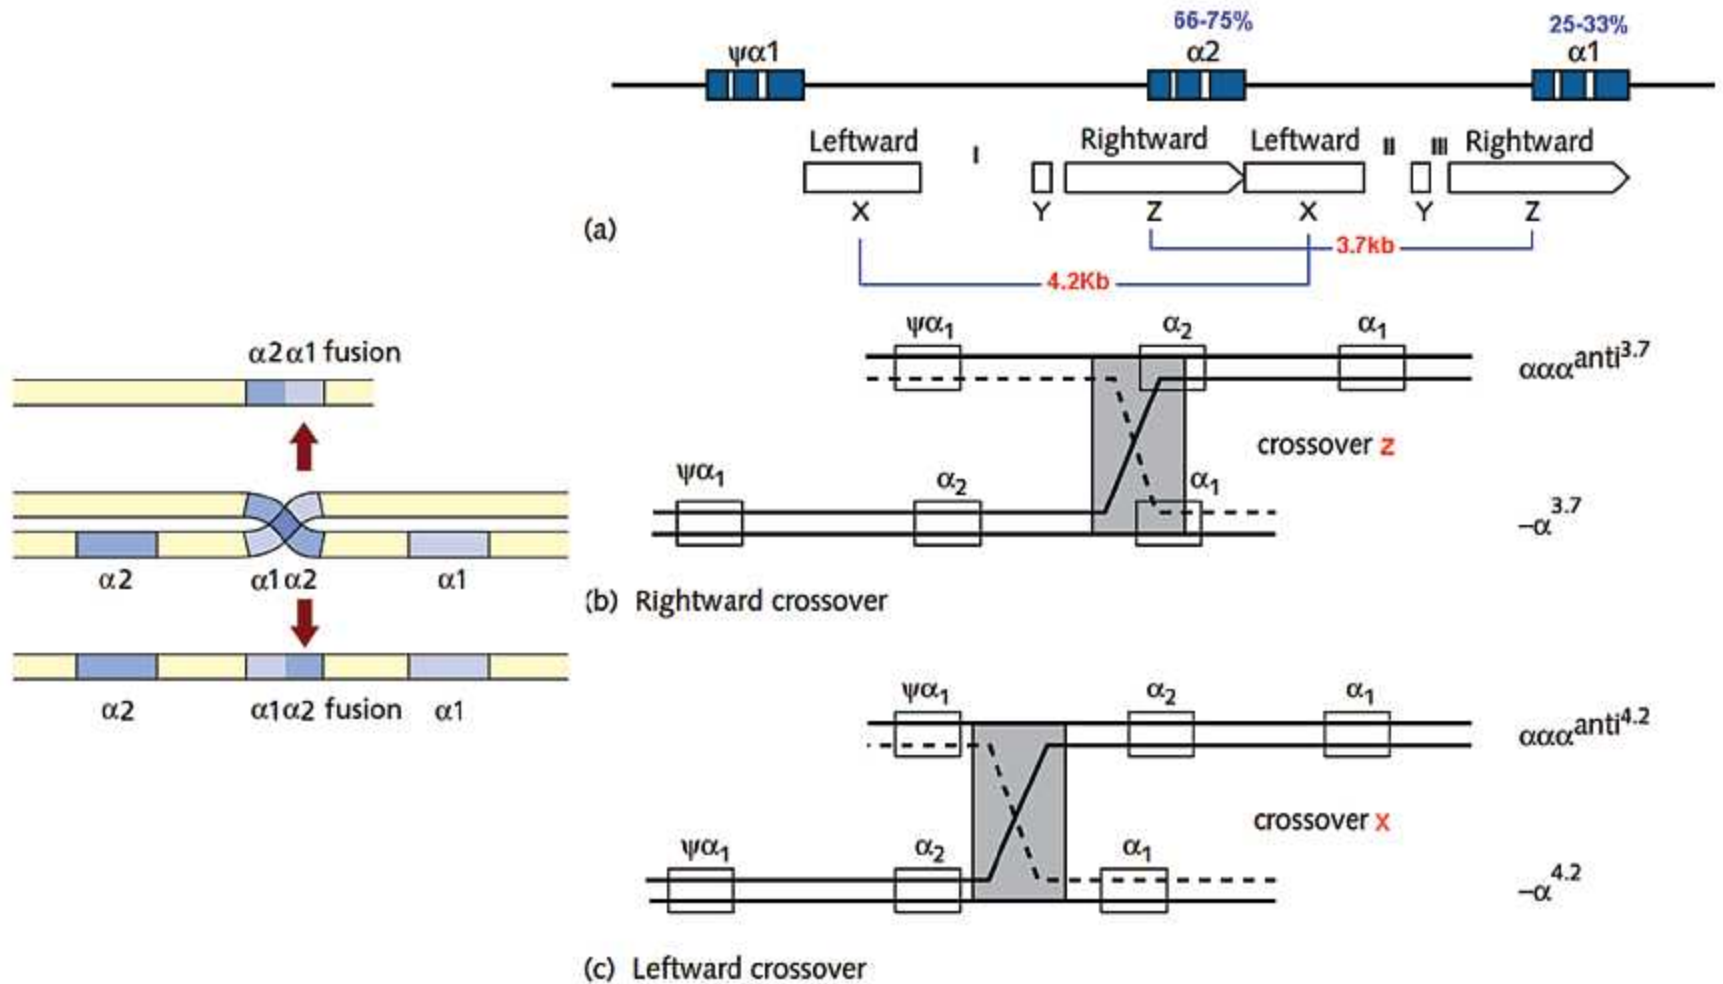 66-75% 25-33%
ψα1 α2 α1
Leftward I Rightward Leftward II III Rightward
X Y Z X Y Z
(a)
3.7kb
4.2Kb
ψα₁ α₂ α₁
αααanti3.7
crossover z
ψα₁ α₂ α₁
–α3.7
(b) Rightward crossover
α2α1 fusion
α2 α1α2 α1
α2 α1α2 fusion α1
ψα₁ α₂ α₁
αααanti4.2
crossover x
ψα₁ α₂ α₁
–α4.2
(c) Leftward crossover